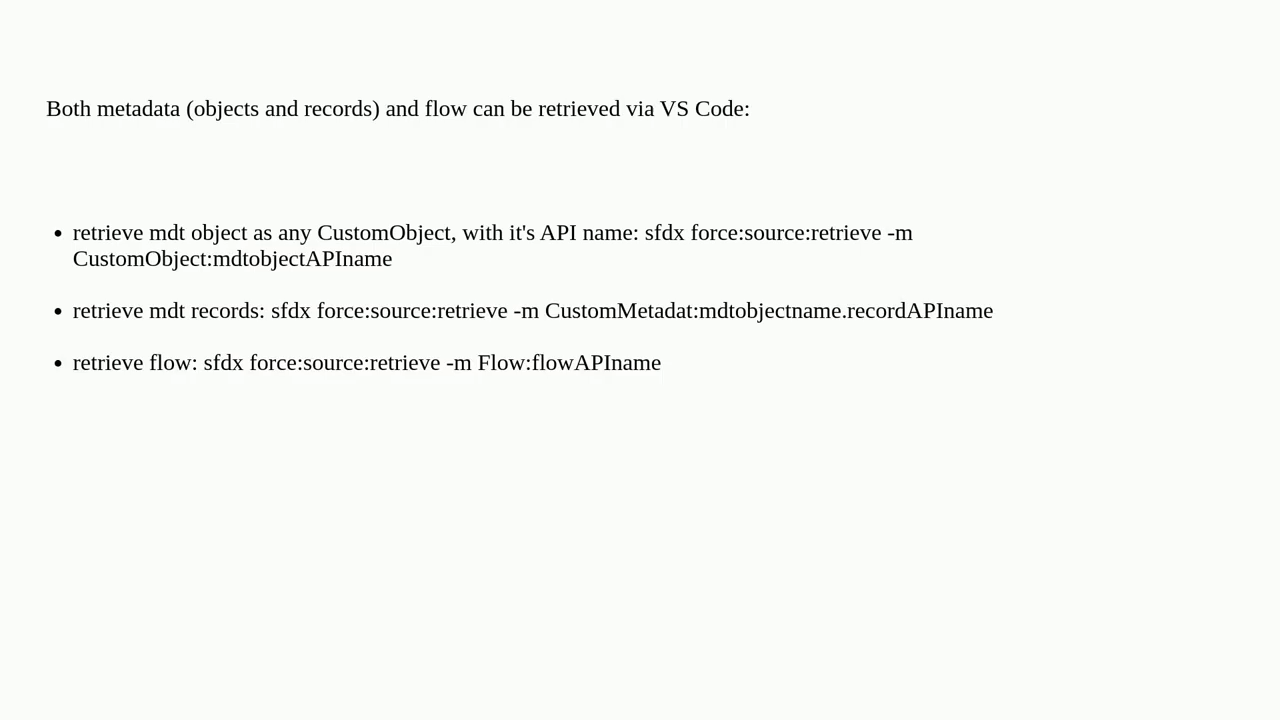 Both metadata (objects and records) and flow can be retrieved via VS Code:
• retrieve mdt object as any CustomObject, with it's API name: sfdx force:source:retrieve -m
CustomObject:mdtobjectAPIname
• retrieve mdt records: sfdx force:source:retrieve -m CustomMetadat:mdtobjectname.recordAPIname
• retrieve flow: sfdx force:source:retrieve -m Flow:flowAPIname